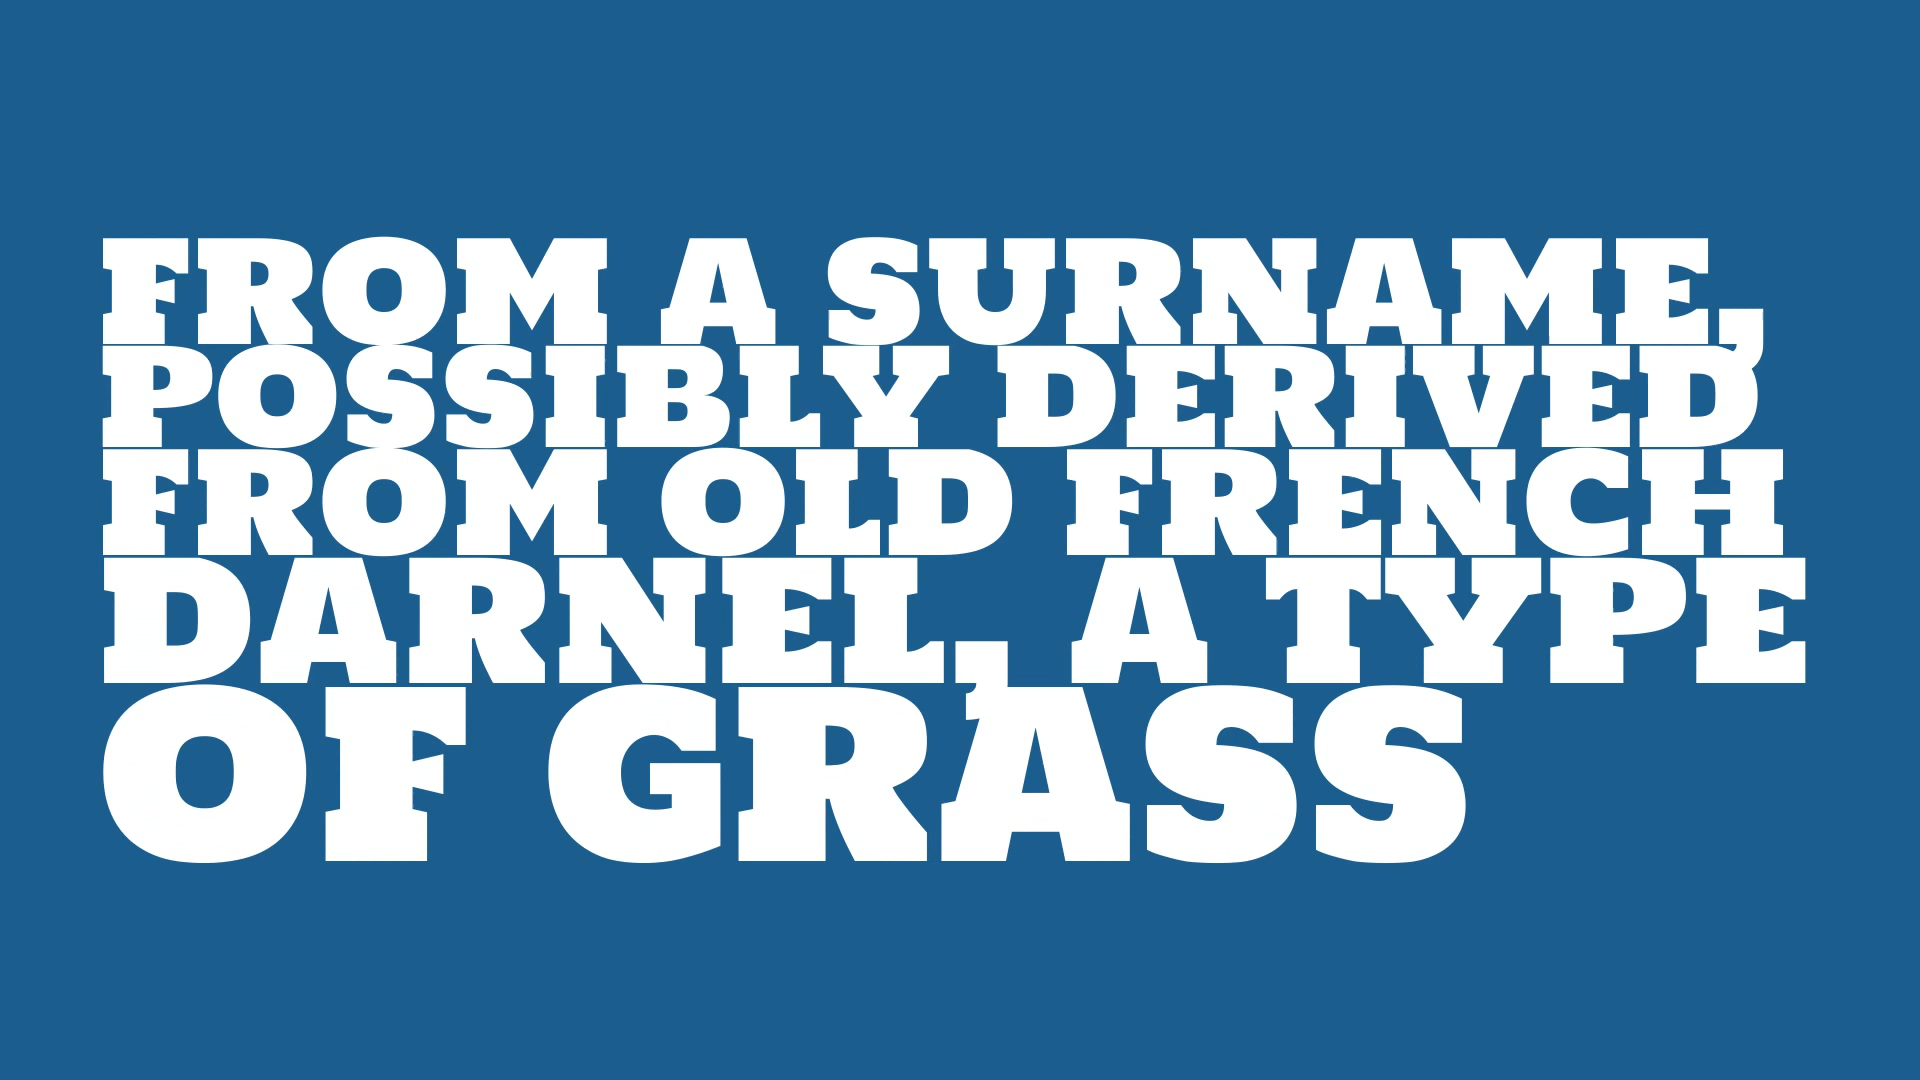 FROM A SURNAME,
POSSIBLY DERIVED
FROM OLD FRENCH
DARNEL, A TYPE
OF GRASS